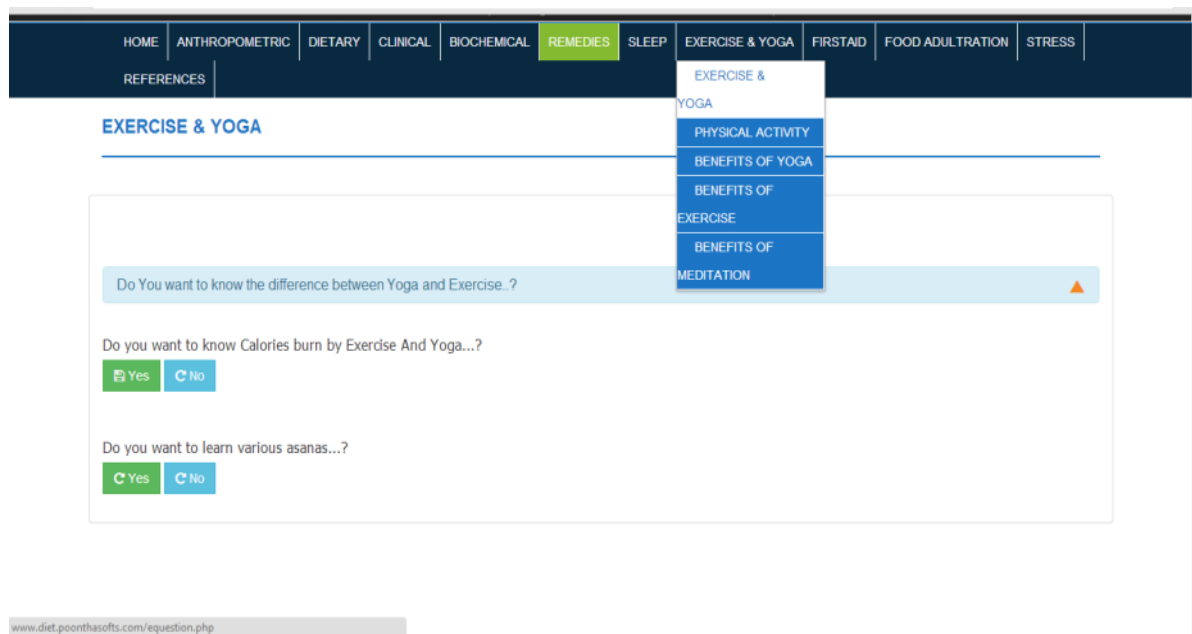 HOME ANTHROPOMETRIC DIETARY CLINICAL BIOCHEMICAL REMEDIES SLEEP EXERCISE & YOGA FIRSTAID FOOD ADULTRATION STRESS
REFERENCES
EXERCISE &
YOGA
PHYSICAL ACTIVITY
BENEFITS OF YOGA
BENEFITS OF
EXERCISE
BENEFITS OF
MEDITATION
EXERCISE & YOGA
Do You want to know the difference between Yoga and Exercise..?
Do you want to know Calories burn by Exercise And Yoga...?
Yes No
Do you want to learn various asanas...?
Yes No
www.diet.poonthasofts.com/equestion.php